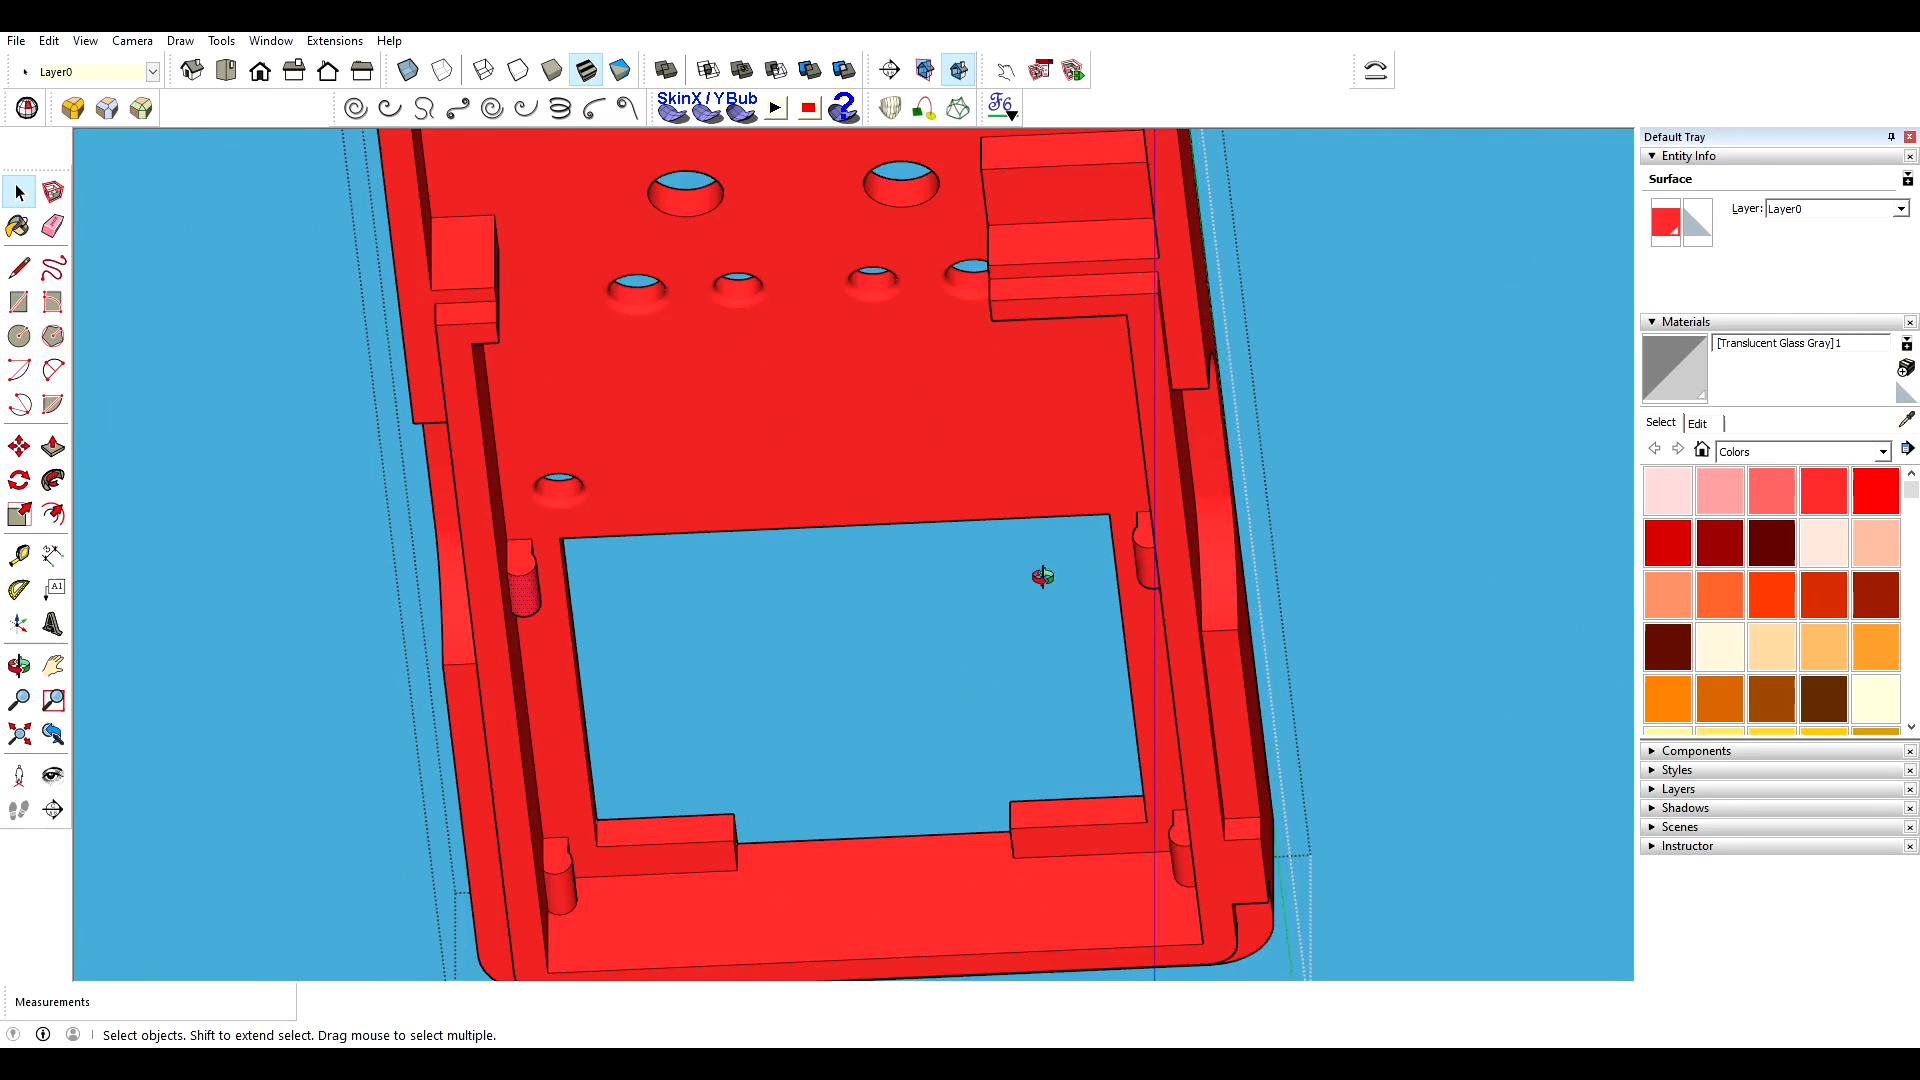 File Edit View Camera Draw Tools Window Extensions Help
Layer0
SkinX / YBub
?
F6
A1
Default Tray
Entity Info
Surface
Layer: Layer0
Materials
[Translucent Glass Gray]1
Select Edit
Colors
Components
Styles
Layers
Shadows
Scenes
Instructor
Measurements
Select objects. Shift to extend select. Drag mouse to select multiple.